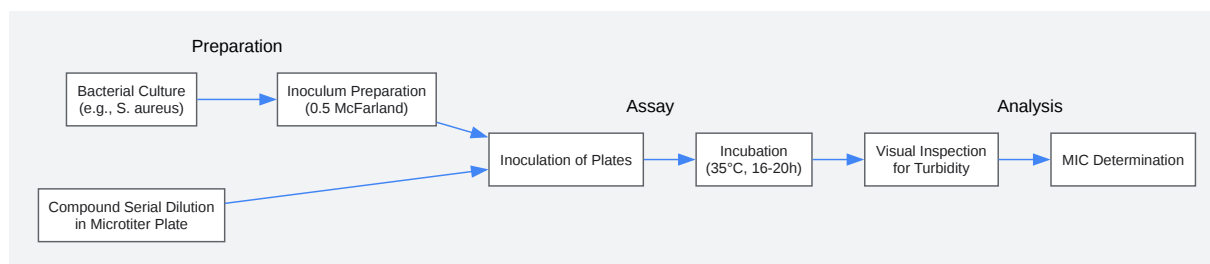 Preparation
Bacterial Culture
(e.g., S. aureus)
Inoculum Preparation
(0.5 McFarland)
Compound Serial Dilution
in Microtiter Plate
Assay
Inoculation of Plates
Incubation
(35°C, 16-20h)
Analysis
Visual Inspection
for Turbidity
MIC Determination